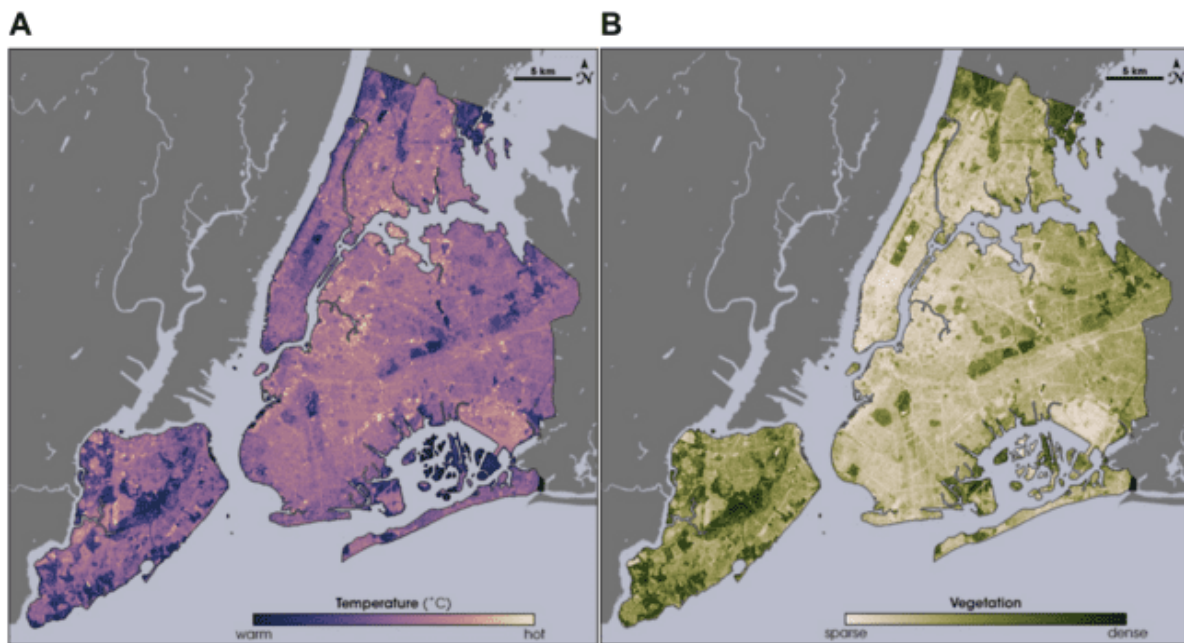 A
B
5 km
N
5 km
N
Temperature (°C)
warm
hot
Vegetation
sparse
dense